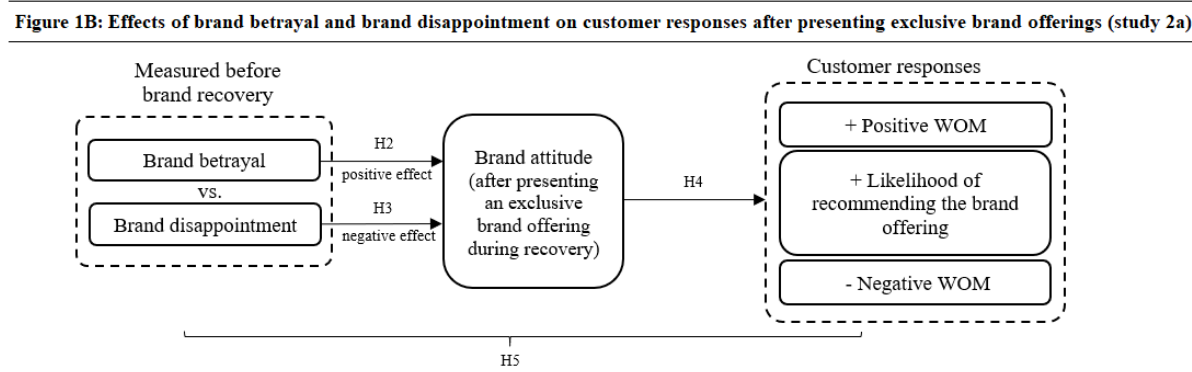 Figure 1B: Effects of brand betrayal and brand disappointment on customer responses after presenting exclusive brand offerings (study 2a)
Measured before
brand recovery
Brand betrayal
vs.
Brand disappointment
H2
positive effect
H3
negative effect
Brand attitude
(after presenting
an exclusive
brand offering
during recovery)
H4
Customer responses
+ Positive WOM
+ Likelihood of
recommending the brand
offering
- Negative WOM
H5